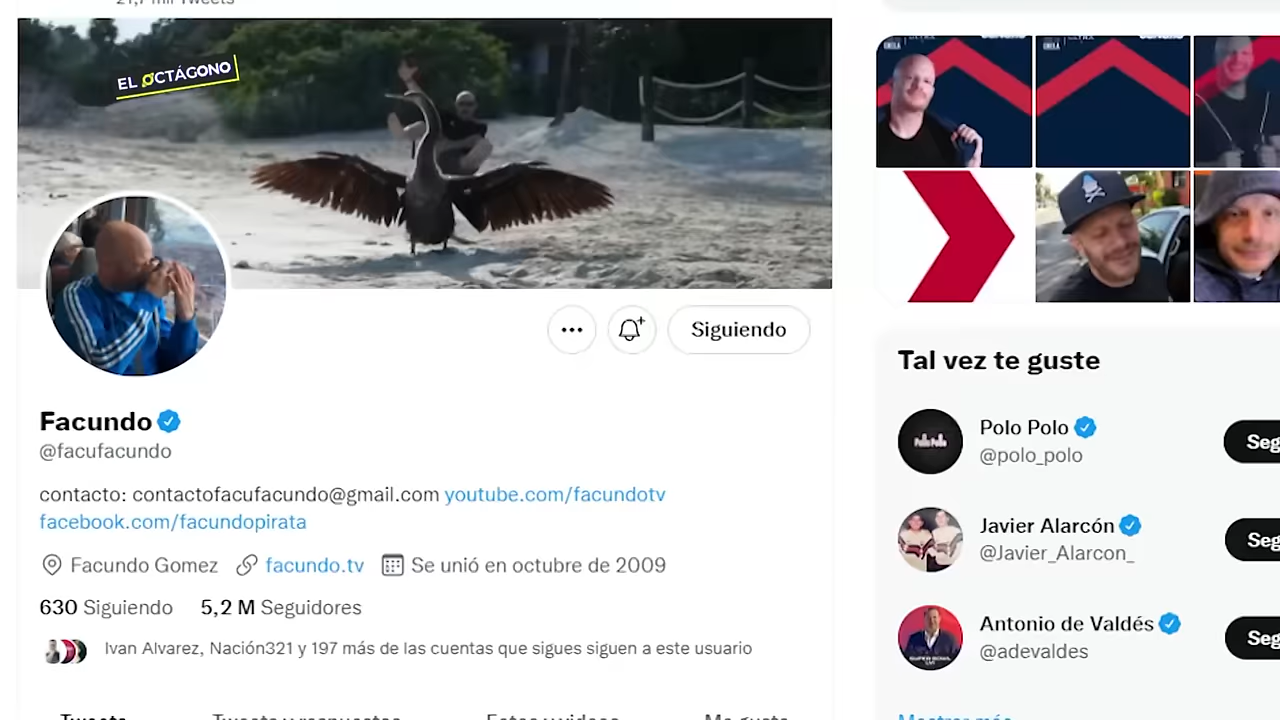 21,7 mil Tweets
EL OCTÁGONO
Siguiendo
Facundo
@facufacundo
contacto: contactofacufacundo@gmail.com youtube.com/facundotv
facebook.com/facundopirata
Facundo Gomez facundo.tv Se unió en octubre de 2009
630 Siguiendo 5,2 M Seguidores
Ivan Alvarez, Nación321 y 197 más de las cuentas que sigues siguen a este usuario
Tweets Tweets y respuestas Fotos y videos Me gusta
Tal vez te guste
Polo Polo
@polo_polo
Seg
Javier Alarcón
@Javier_Alarcon_
Seg
Antonio de Valdés
@adevaldes
Seg
Mostrar más